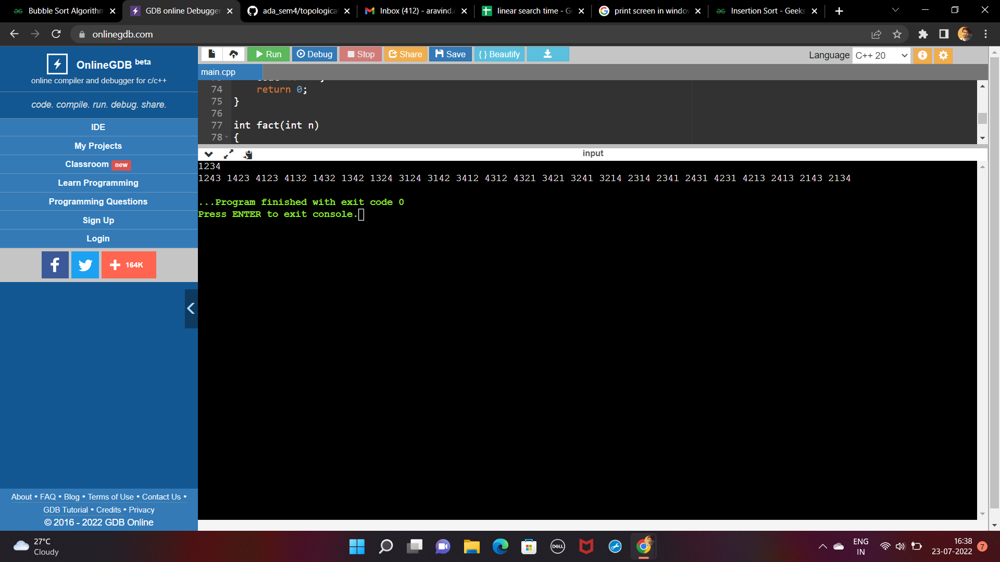 Bubble Sort Algorithm
GDB online Debugger
ada_sem4/topological
Inbox (412) - aravind.
linear search time - G
print screen in windo
Insertion Sort - Geeks
onlinegdb.com
OnlineGDB beta
online compiler and debugger for c/c++
code. compile. run. debug. share.
IDE
My Projects
Classroom new
Learn Programming
Programming Questions
Sign Up
Login
164K
About • FAQ • Blog • Terms of Use • Contact Us •
GDB Tutorial • Credits • Privacy
© 2016 - 2022 GDB Online
Run Debug Stop Share Save { } Beautify
Language C++ 20
main.cpp
74 return 0;
75 }
76
77 int fact(int n)
78 {
input
1234
1243 1423 4123 4132 1432 1342 1324 3124 3142 3412 4312 4321 3421 3241 3214 2314 2341 2431 4231 4213 2413 2143 2134
...Program finished with exit code 0
Press ENTER to exit console.
27°C
Cloudy
DELL
ENG
IN
16:38
23-07-2022
7